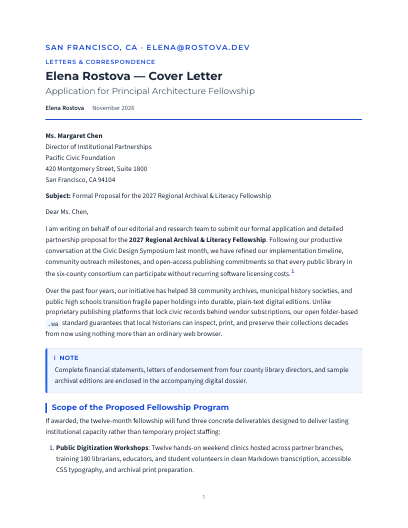 SAN FRANCISCO, CA · ELENA@ROSTOVA.DEV
LETTERS & CORRESPONDENCE
Elena Rostova — Cover Letter
Application for Principal Architecture Fellowship
Elena Rostova November 2026
Ms. Margaret Chen
Director of Institutional Partnerships
Pacific Civic Foundation
420 Montgomery Street, Suite 1800
San Francisco, CA 94104
Subject: Formal Proposal for the 2027 Regional Archival & Literacy Fellowship
Dear Ms. Chen,
I am writing on behalf of our editorial and research team to submit our formal application and detailed
partnership proposal for the 2027 Regional Archival & Literacy Fellowship. Following our productive
conversation at the Civic Design Symposium last month, we have refined our implementation timeline,
community outreach milestones, and open-access publishing commitments so that every public library in
the six-county consortium can participate without recurring software licensing costs. 1
Over the past four years, our initiative has helped 38 community archives, municipal history societies, and
public high schools transition fragile paper holdings into durable, plain-text digital editions. Unlike
proprietary publishing platforms that lock civic records behind vendor subscriptions, our open folder-based
.wa standard guarantees that local historians can inspect, print, and preserve their collections decades
from now using nothing more than an ordinary web browser.
i NOTE
Complete financial statements, letters of endorsement from four county library directors, and sample
archival editions are enclosed in the accompanying digital dossier.
Scope of the Proposed Fellowship Program
If awarded, the twelve-month fellowship will fund three concrete deliverables designed to deliver lasting
institutional capacity rather than temporary project staffing:
1. Public Digitization Workshops: Twelve hands-on weekend clinics hosted across partner branches,
training 180 librarians, educators, and student volunteers in clean Markdown transcription, accessible
CSS typography, and archival print preparation.
1